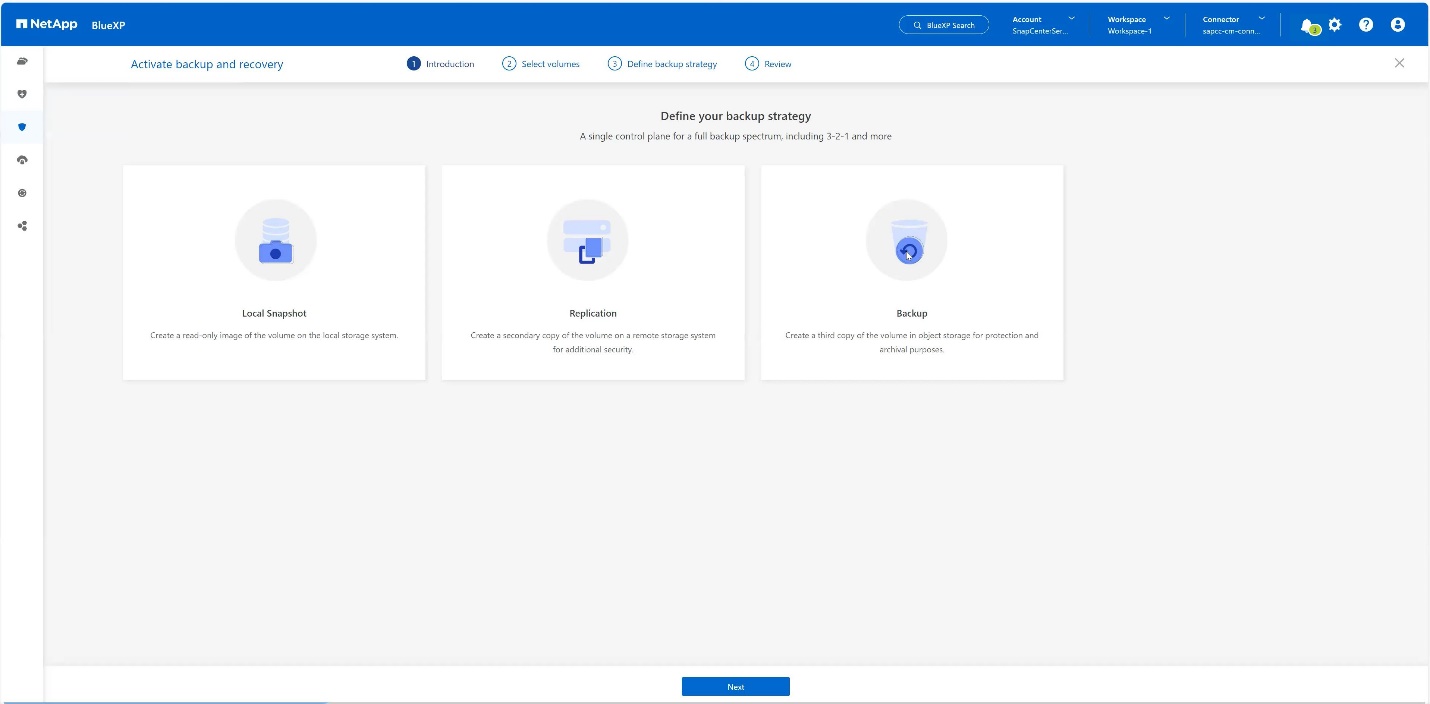 NetApp BlueXP
BlueXP Search
Account
SnapCenterSer...
Workspace
Workspace-1
Connector
sapcc-cm-conn...
Activate backup and recovery
1 Introduction
2 Select volumes
3 Define backup strategy
4 Review
Define your backup strategy
A single control plane for a full backup spectrum, including 3-2-1 and more
Local Snapshot
Create a read-only image of the volume on the local storage system.
Replication
Create a secondary copy of the volume on a remote storage system
for additional security.
Backup
Create a third copy of the volume in object storage for protection and
archival purposes.
Next